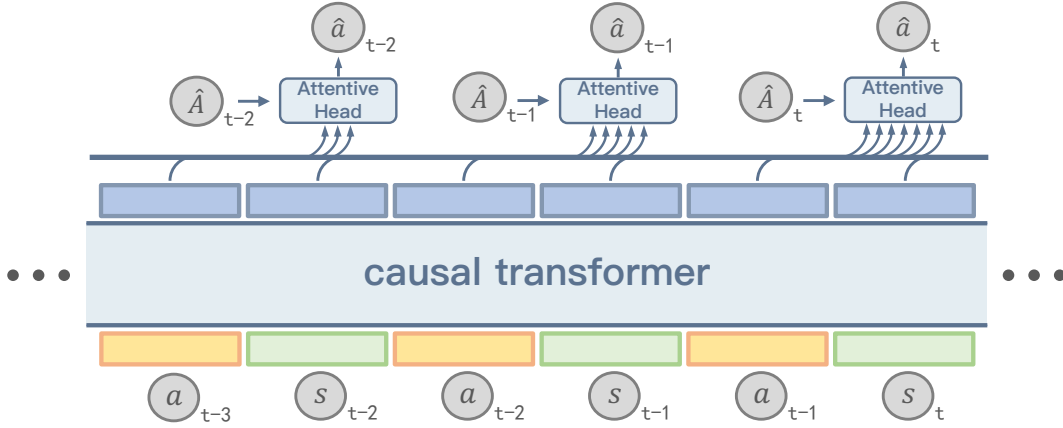 â t-2 â t-1 â t
Â t-2 Attentive Head Â t-1 Attentive Head Â t Attentive Head
causal transformer
a t-3 s t-2 a t-2 s t-1 a t-1 s t